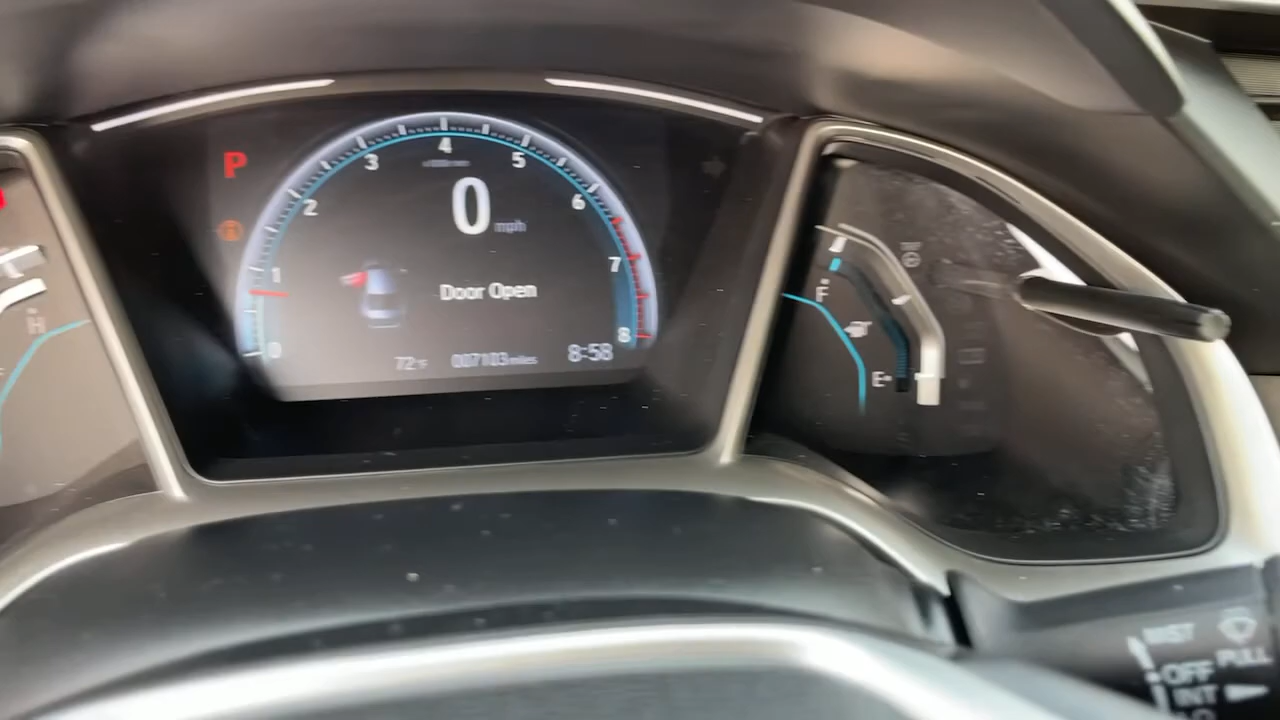 P
0 1 2 3 4 5 6 7 8
0 mph
Door Open
72°F 007103 miles 8:58
H
F
E
MIST
OFF PULL
INT
LO